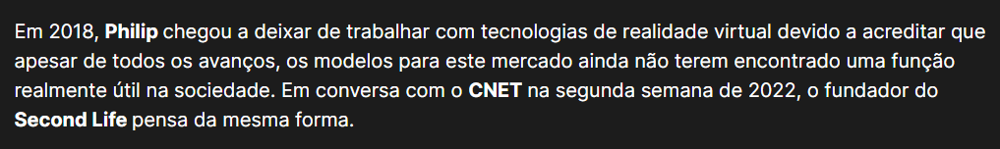 Em 2018, Philip chegou a deixar de trabalhar com tecnologias de realidade virtual devido a acreditar que
apesar de todos os avanços, os modelos para este mercado ainda não terem encontrado uma função
realmente útil na sociedade. Em conversa com o CNET na segunda semana de 2022, o fundador do
Second Life pensa da mesma forma.